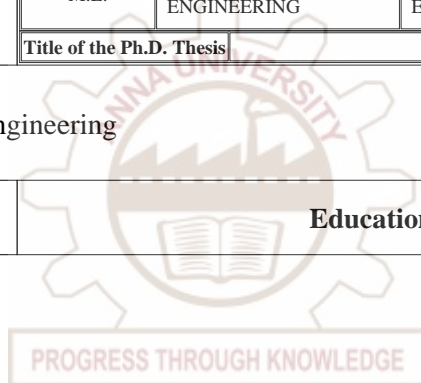 ENGINEERING
Title of the Ph.D. Thesis
ANNA UNIVERSITY
ngineering
Education
PROGRESS THROUGH KNOWLEDGE